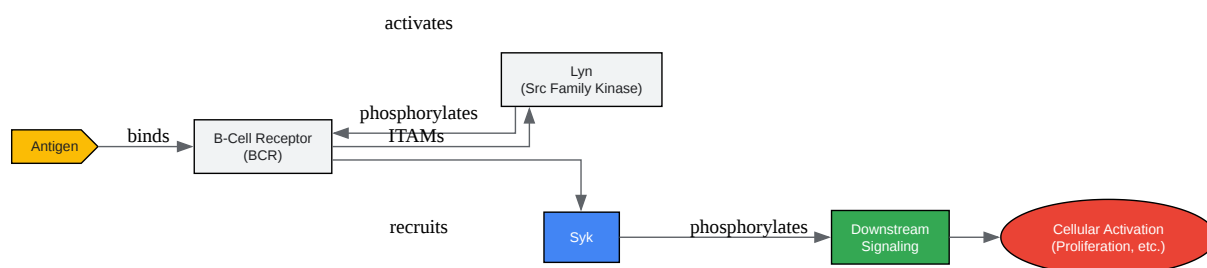 activates
Lyn
(Src Family Kinase)
phosphorylates
ITAMs
Antigen
binds
B-Cell Receptor
(BCR)
recruits
Syk
phosphorylates
Downstream
Signaling
Cellular Activation
(Proliferation, etc.)